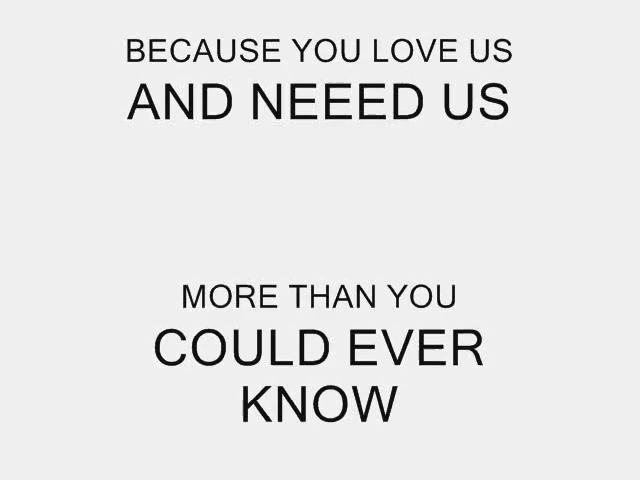 BECAUSE YOU LOVE US
AND NEEED US
MORE THAN YOU
COULD EVER
KNOW